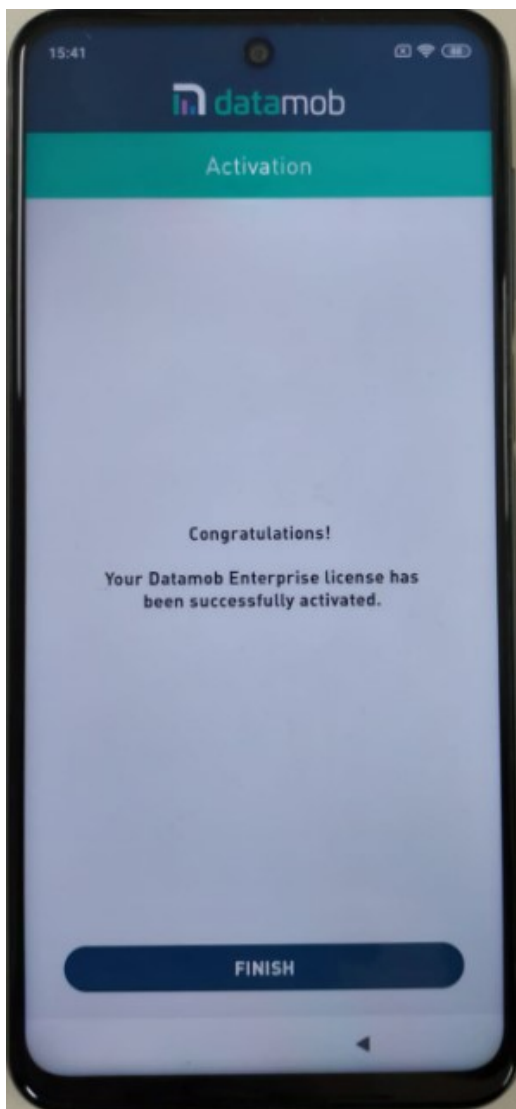 15:41
datamob
Activation
Congratulations!
Your Datamob Enterprise license has
been successfully activated.
FINISH